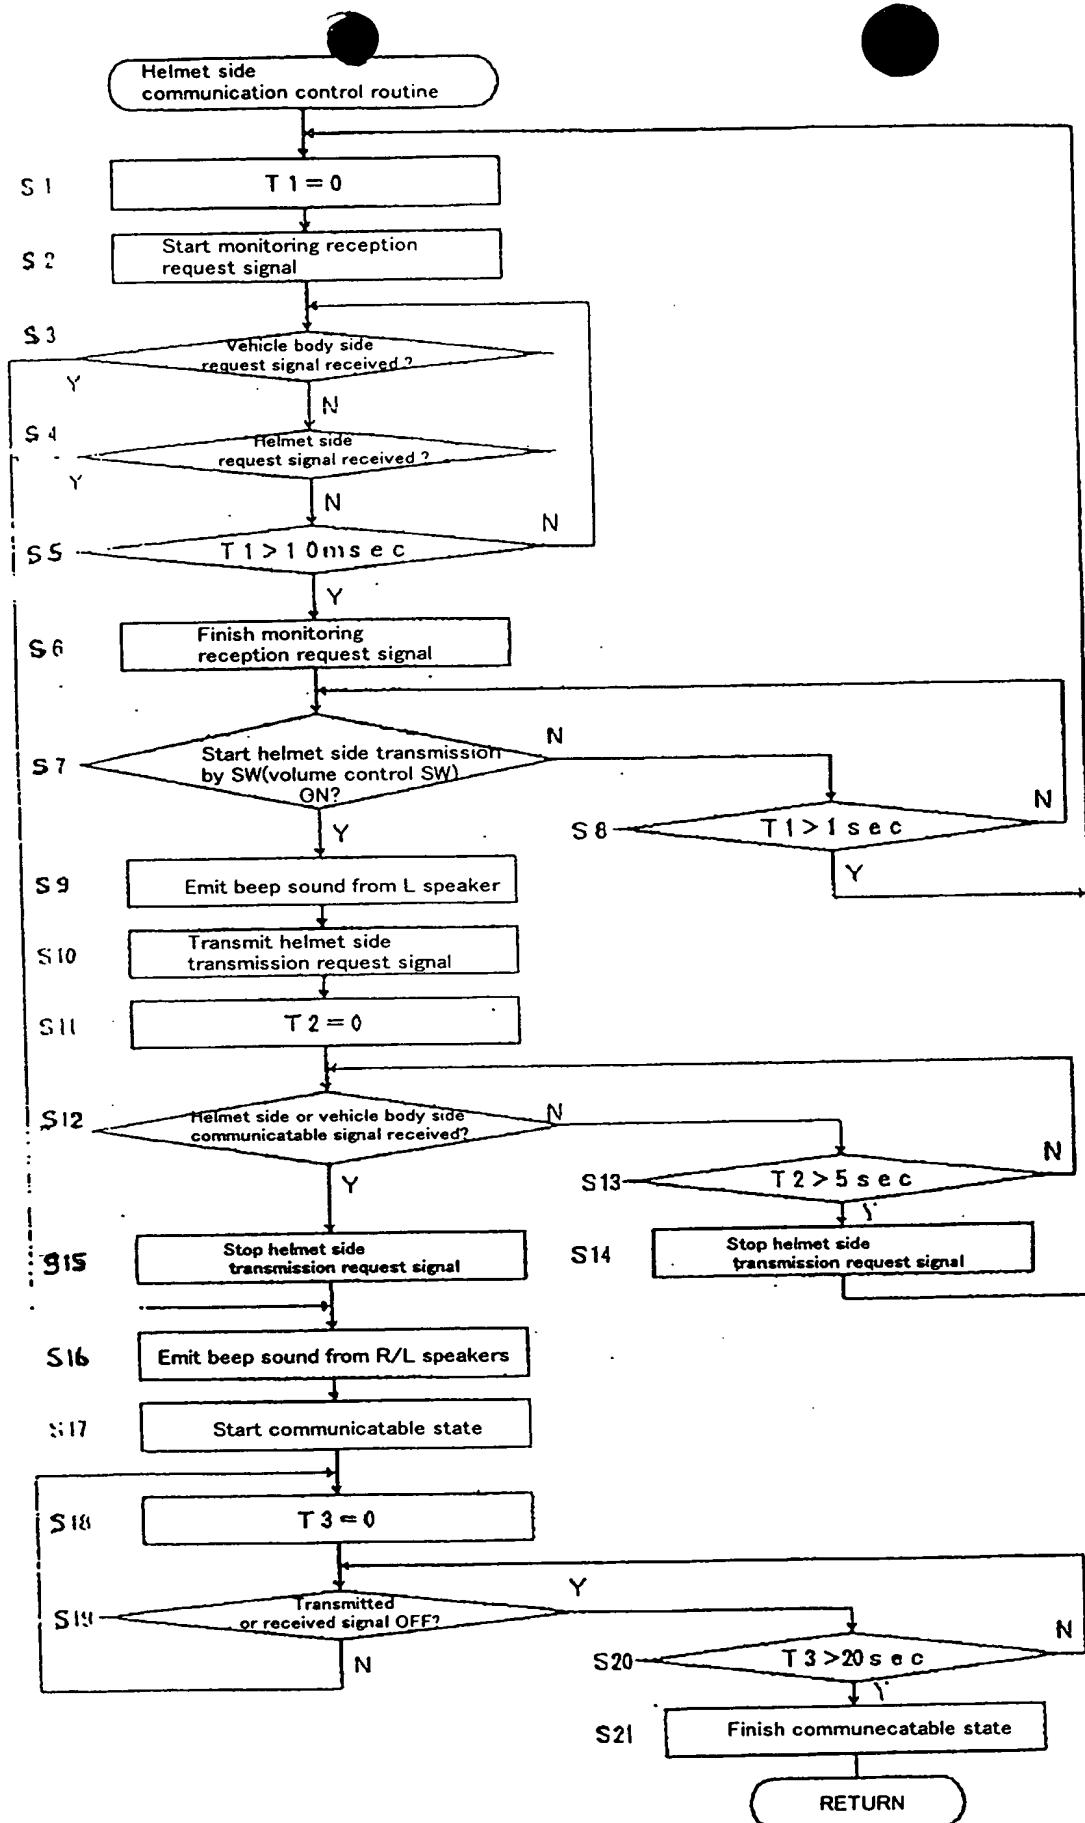 Helmet side
communication control routine
S1
T1=0
S2
Start monitoring reception
request signal
S3
Vehicle body side
request signal received?
Y
N
S4
Helmet side
request signal received?
Y
N
S5
T1>10msec
N
Y
S6
Finish monitoring
reception request signal
S7
Start helmet side transmission
by SW(volume control SW)
ON?
N
Y
S8
T1>1sec
N
Y
S9
Emit beep sound from L speaker
S10
Transmit helmet side
transmission request signal
S11
T2=0
S12
Helmet side or vehicle body side
communicatable signal received?
N
Y
S13
T2>5sec
N
Y
S14
Stop helmet side
transmission request signal
S15
Stop helmet side
transmission request signal
S16
Emit beep sound from R/L speakers
S17
Start communicatable state
S18
T3=0
S19
Transmitted
or received signal OFF?
Y
N
S20
T3>20sec
N
Y
S21
Finish communecatable state
RETURN